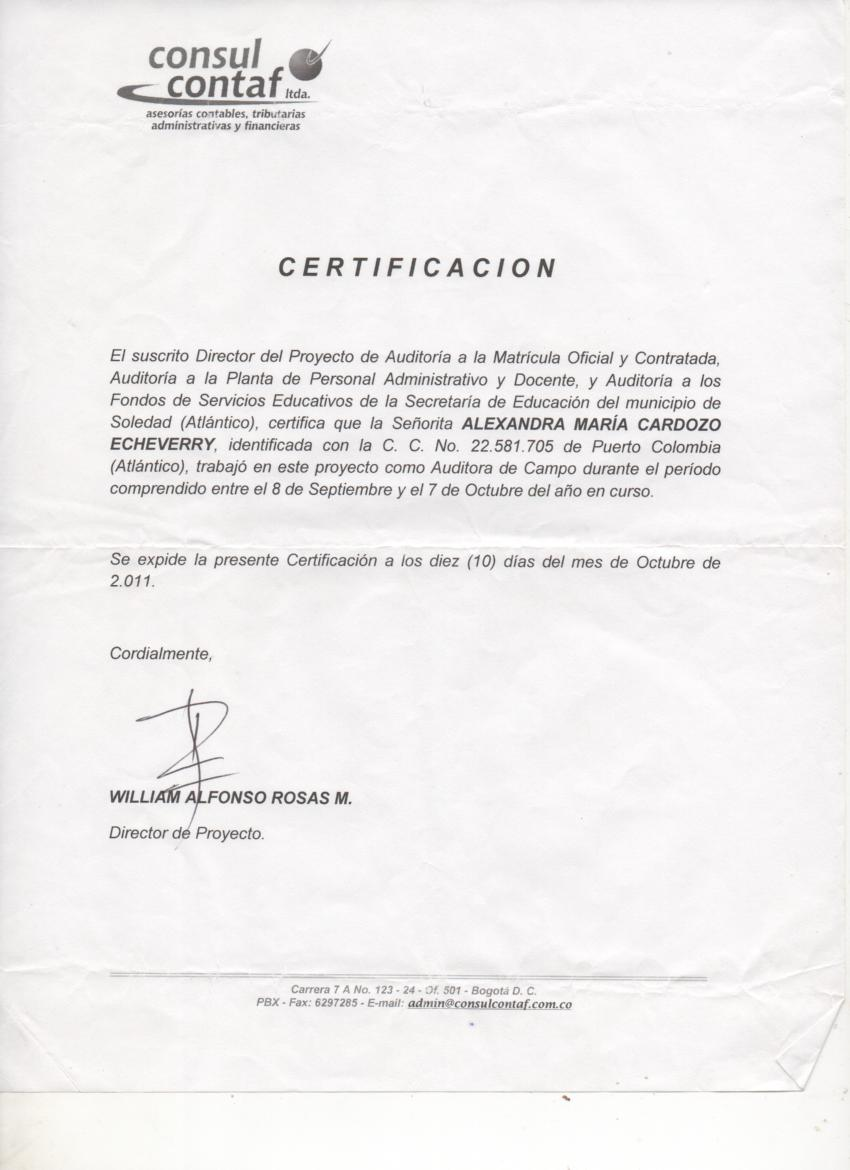 consul
contaf ltda.
asesorías contables, tributarias
administrativas y financieras
CERTIFICACION
El suscrito Director del Proyecto de Auditoría a la Matrícula Oficial y Contratada,
Auditoría a la Planta de Personal Administrativo y Docente, y Auditoría a los
Fondos de Servicios Educativos de la Secretaría de Educación del municipio de
Soledad (Atlántico), certifica que la Señorita ALEXANDRA MARÍA CARDOZO
ECHEVERRY, identificada con la C. C. No. 22.581.705 de Puerto Colombia
(Atlántico), trabajó en este proyecto como Auditora de Campo durante el período
comprendido entre el 8 de Septiembre y el 7 de Octubre del año en curso.
Se expide la presente Certificación a los diez (10) días del mes de Octubre de
2.011.
Cordialmente,
WILLIAM ALFONSO ROSAS M.
Director de Proyecto.
Carrera 7 A No. 123 - 24 - Of. 501 - Bogotá D. C.
PBX - Fax: 6297285 - E-mail: admin@consulcontaf.com.co